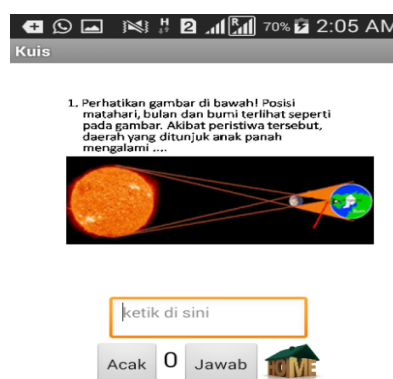 H 2 R 70% 2:05 AM
Kuis
1. Perhatikan gambar di bawah! Posisi
matahari, bulan dan bumi terlihat seperti
pada gambar. Akibat peristiwa tersebut,
daerah yang ditunjuk anak panah
mengalami ....
ketik di sini
Acak 0 Jawab HOME